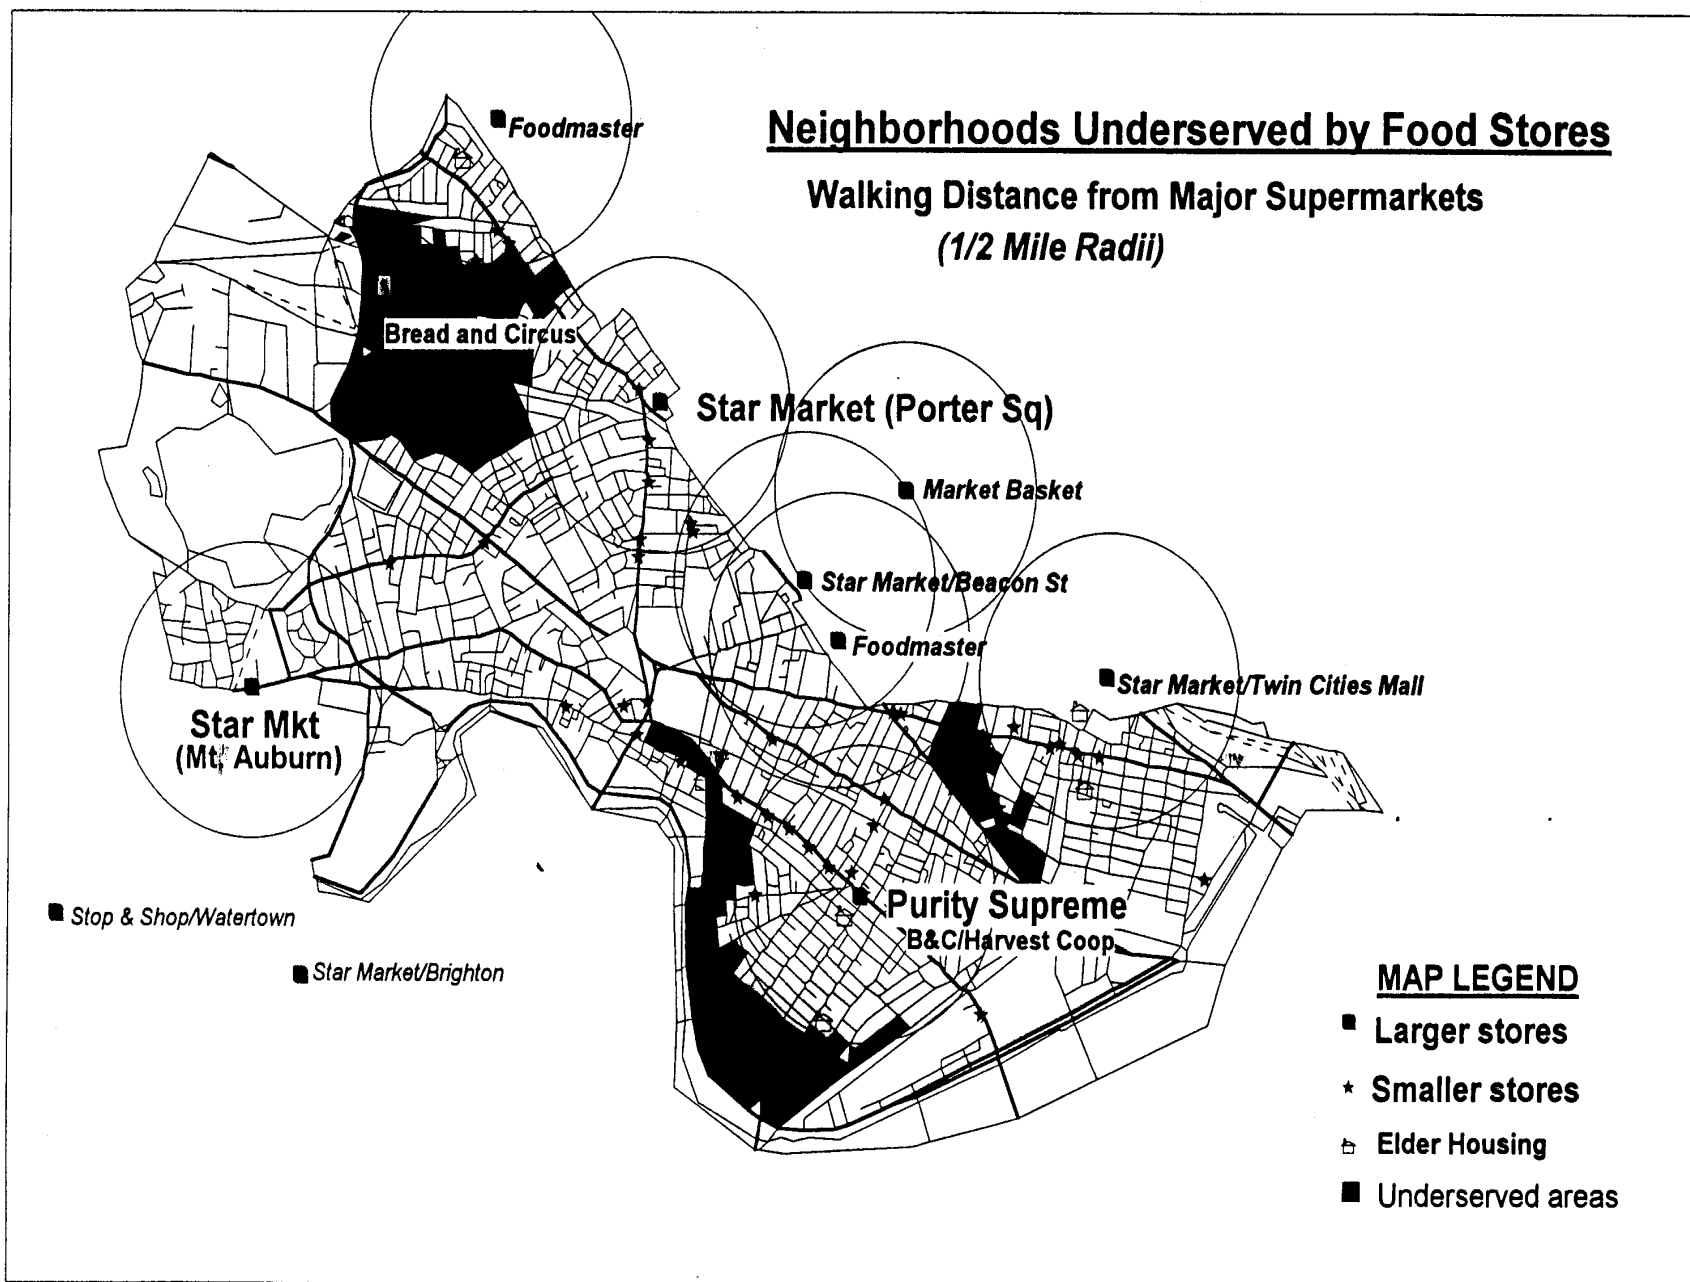 Neighborhoods Underserved by Food Stores
Walking Distance from Major Supermarkets
(1/2 Mile Radii)
Foodmaster
Bread and Circus
Star Market (Porter Sq)
Market Basket
Star Market/Beacon St
Foodmaster
Star Market/Twin Cities Mall
Star Mkt
(Mt. Auburn)
Purity Supreme
B&C/Harvest Coop
Stop & Shop/Watertown
Star Market/Brighton
MAP LEGEND
Larger stores
Smaller stores
Elder Housing
Underserved areas